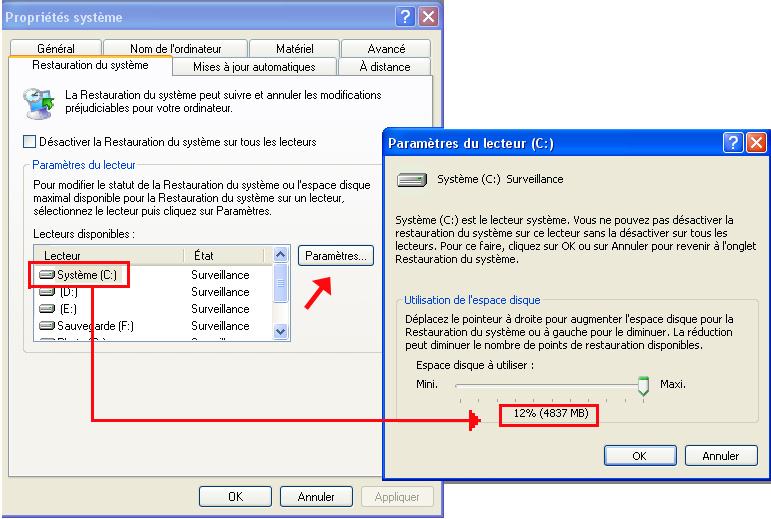 Propriétés système
Général
Nom de l'ordinateur
Matériel
Avancé
Restauration du système
Mises à jour automatiques
À distance
La Restauration du système peut suivre et annuler les modifications
préjudiciables pour votre ordinateur.
Désactiver la Restauration du système sur tous les lecteurs
Paramètres du lecteur
Pour modifier le statut de la Restauration du système ou l'espace disque
maximal disponible pour la Restauration du système sur un lecteur,
sélectionnez le lecteur puis cliquez sur Paramètres.
Lecteurs disponibles :
Lecteur État
Système (C:) Surveillance
(D:) Surveillance
(E:) Surveillance
Sauvegarde (F:) Surveillance
Paramètres...
OK
Annuler
Appliquer
Paramètres du lecteur (C:)
Système (C:) Surveillance
Système (C:) est le lecteur système. Vous ne pouvez pas désactiver la
restauration du système sur ce lecteur sans la désactiver sur tous les
lecteurs. Pour ce faire, cliquez sur OK ou sur Annuler pour revenir à l'onglet
Restauration du système.
Utilisation de l'espace disque
Déplacez le pointeur à droite pour augmenter l'espace disque pour la
Restauration du système ou à gauche pour le diminuer. La réduction
peut diminuer le nombre de points de restauration disponibles.
Espace disque à utiliser :
Mini.
Maxi.
12% (4837 MB)
OK
Annuler